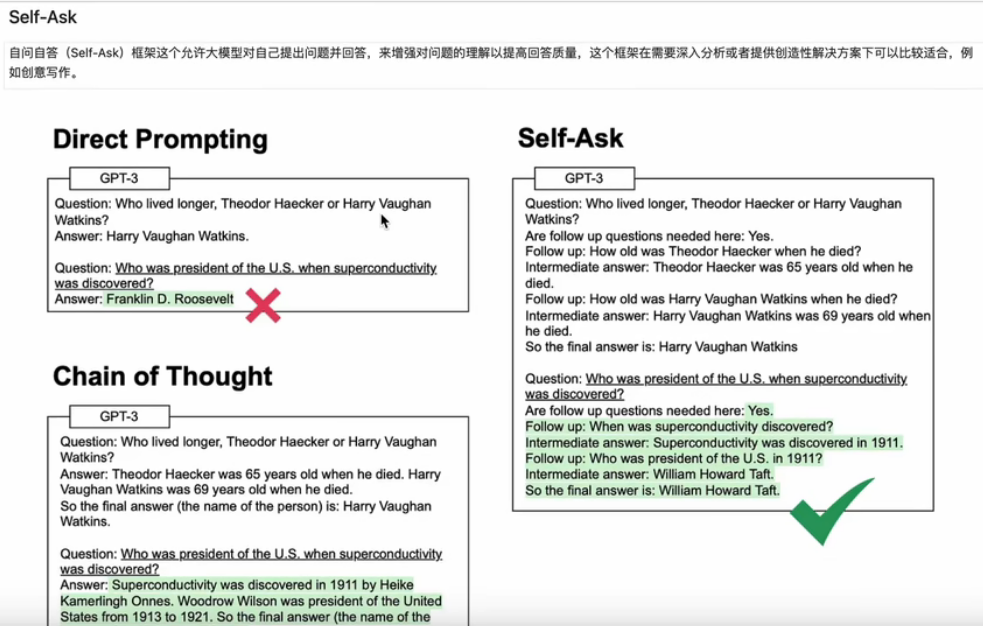 Self-Ask
自问自答（Self-Ask）框架这个允许大模型对自己提出问题并回答，来增强对问题的理解以提高回答质量，这个框架在需要深入分析或者提供创造性解决方案下可以比较适合，例
如创意写作。
Direct Prompting
GPT-3
Question: Who lived longer, Theodor Haecker or Harry Vaughan
Watkins?
Answer: Harry Vaughan Watkins.
Question: Who was president of the U.S. when superconductivity
was discovered?
Answer: Franklin D. Roosevelt
Chain of Thought
GPT-3
Question: Who lived longer, Theodor Haecker or Harry Vaughan
Watkins?
Answer: Theodor Haecker was 65 years old when he died. Harry
Vaughan Watkins was 69 years old when he died.
So the final answer (the name of the person) is: Harry Vaughan
Watkins.
Question: Who was president of the U.S. when superconductivity
was discovered?
Answer: Superconductivity was discovered in 1911 by Heike
Kamerlingh Onnes. Woodrow Wilson was president of the United
States from 1913 to 1921. So the final answer (the name of the
Self-Ask
GPT-3
Question: Who lived longer, Theodor Haecker or Harry Vaughan
Watkins?
Are follow up questions needed here: Yes.
Follow up: How old was Theodor Haecker when he died?
Intermediate answer: Theodor Haecker was 65 years old when he
died.
Follow up: How old was Harry Vaughan Watkins when he died?
Intermediate answer: Harry Vaughan Watkins was 69 years old when
he died.
So the final answer is: Harry Vaughan Watkins
Question: Who was president of the U.S. when superconductivity
was discovered?
Are follow up questions needed here: Yes.
Follow up: When was superconductivity discovered?
Intermediate answer: Superconductivity was discovered in 1911.
Follow up: Who was president of the U.S. in 1911?
Intermediate answer: William Howard Taft.
So the final answer is: William Howard Taft.